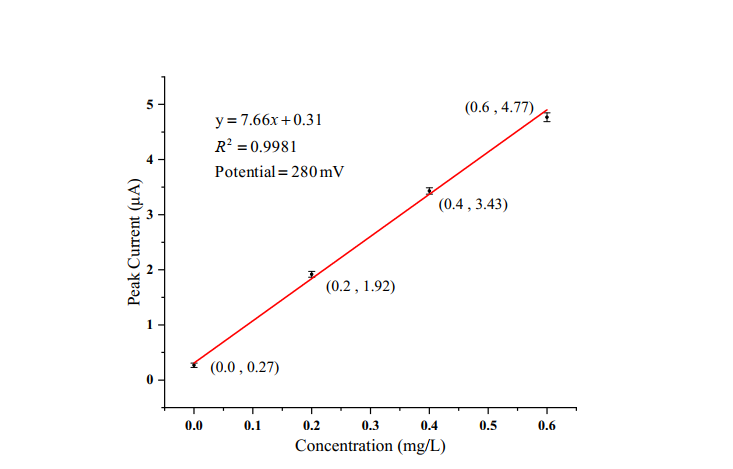 y = 7.66x + 0.31
R² = 0.9981
Potential = 280 mV
(0.6 , 4.77)
(0.4 , 3.43)
(0.2 , 1.92)
(0.0 , 0.27)
Peak Current (μA)
5
4
3
2
1
0
0.0 0.1 0.2 0.3 0.4 0.5 0.6
Concentration (mg/L)